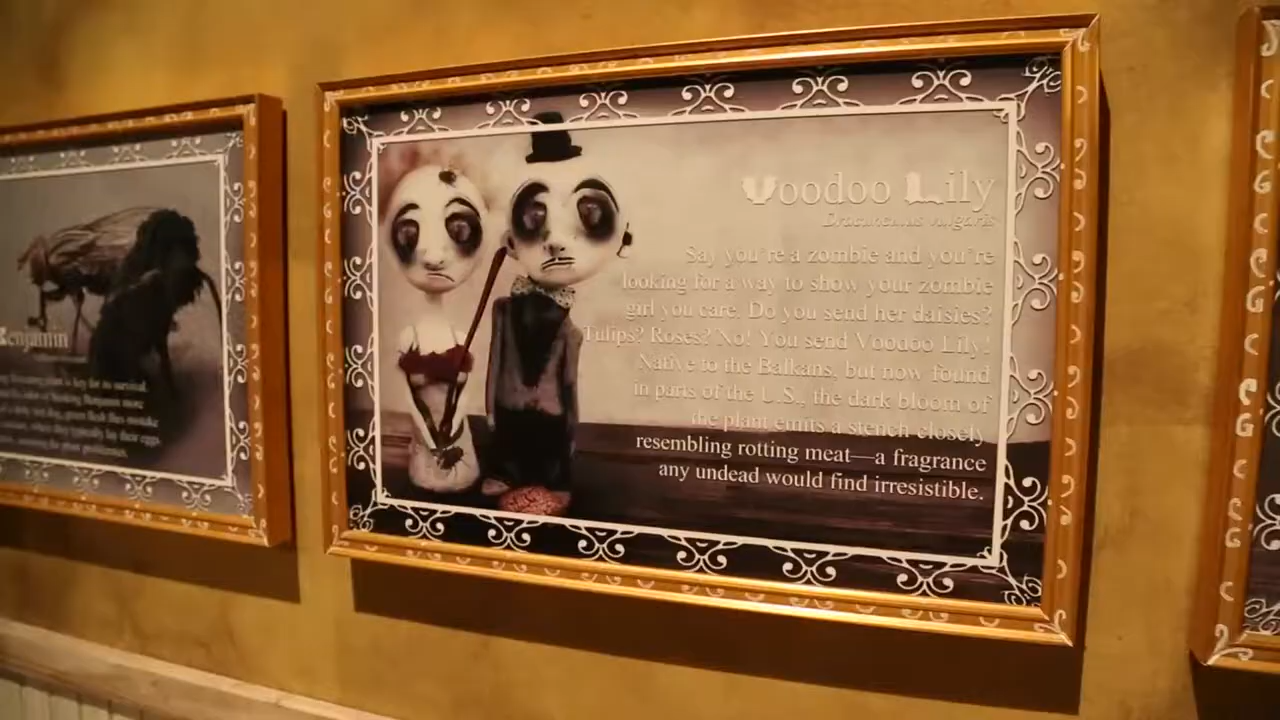 Benjamin
Voodoo Lily
Dracunculus vulgaris
Say you're a zombie and you're
looking for a way to show your zombie
girl you care. Do you send her daisies?
Tulips? Roses? No! You send Voodoo Lily!
Native to the Balkans, but now found
in parts of the U.S., the dark bloom of
the plant emits a stench closely
resembling rotting meat—a fragrance
any undead would find irresistible.